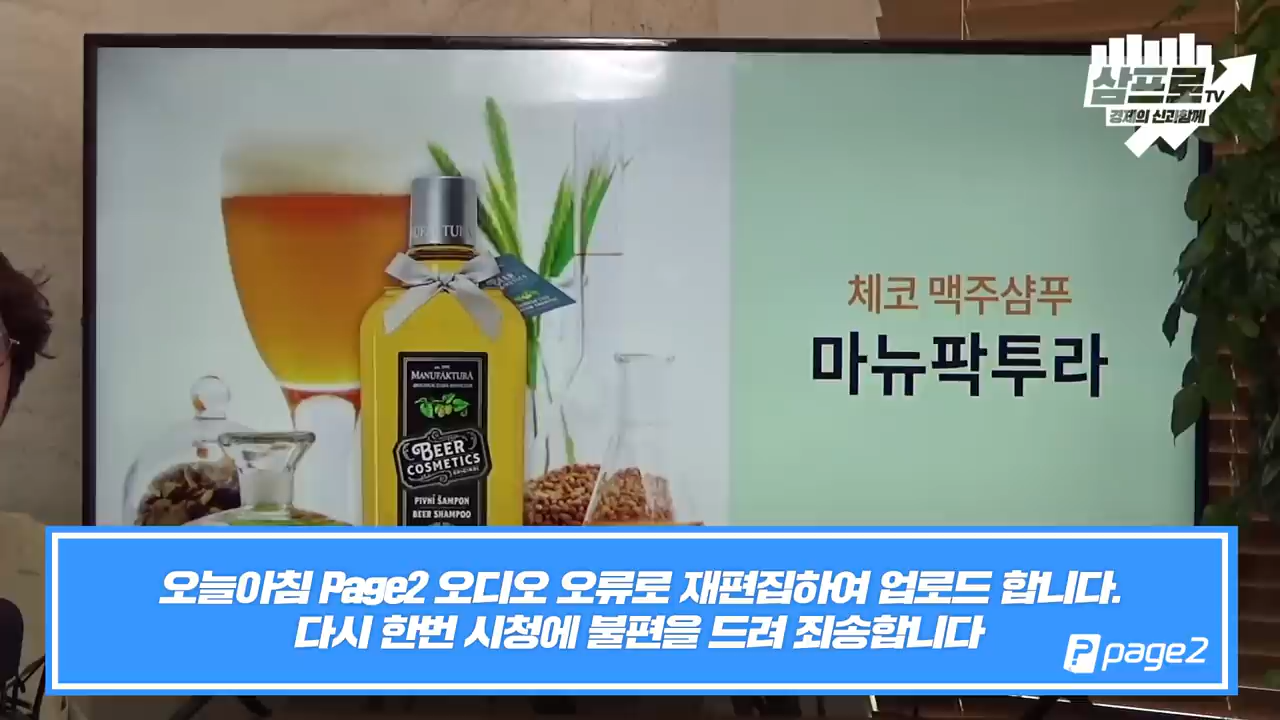 삼프로TV
경제의 신과함께
체코 맥주샴푸
마뉴팍투라
MANUFAKTURA
BEER
COSMETICS
ORIGINAL
PIVNÍ ŠAMPON
BEER SHAMPOO
오늘아침 Page2 오디오 오류로 재편집하여 업로드 합니다.
다시 한번 시청에 불편을 드려 죄송합니다
page2